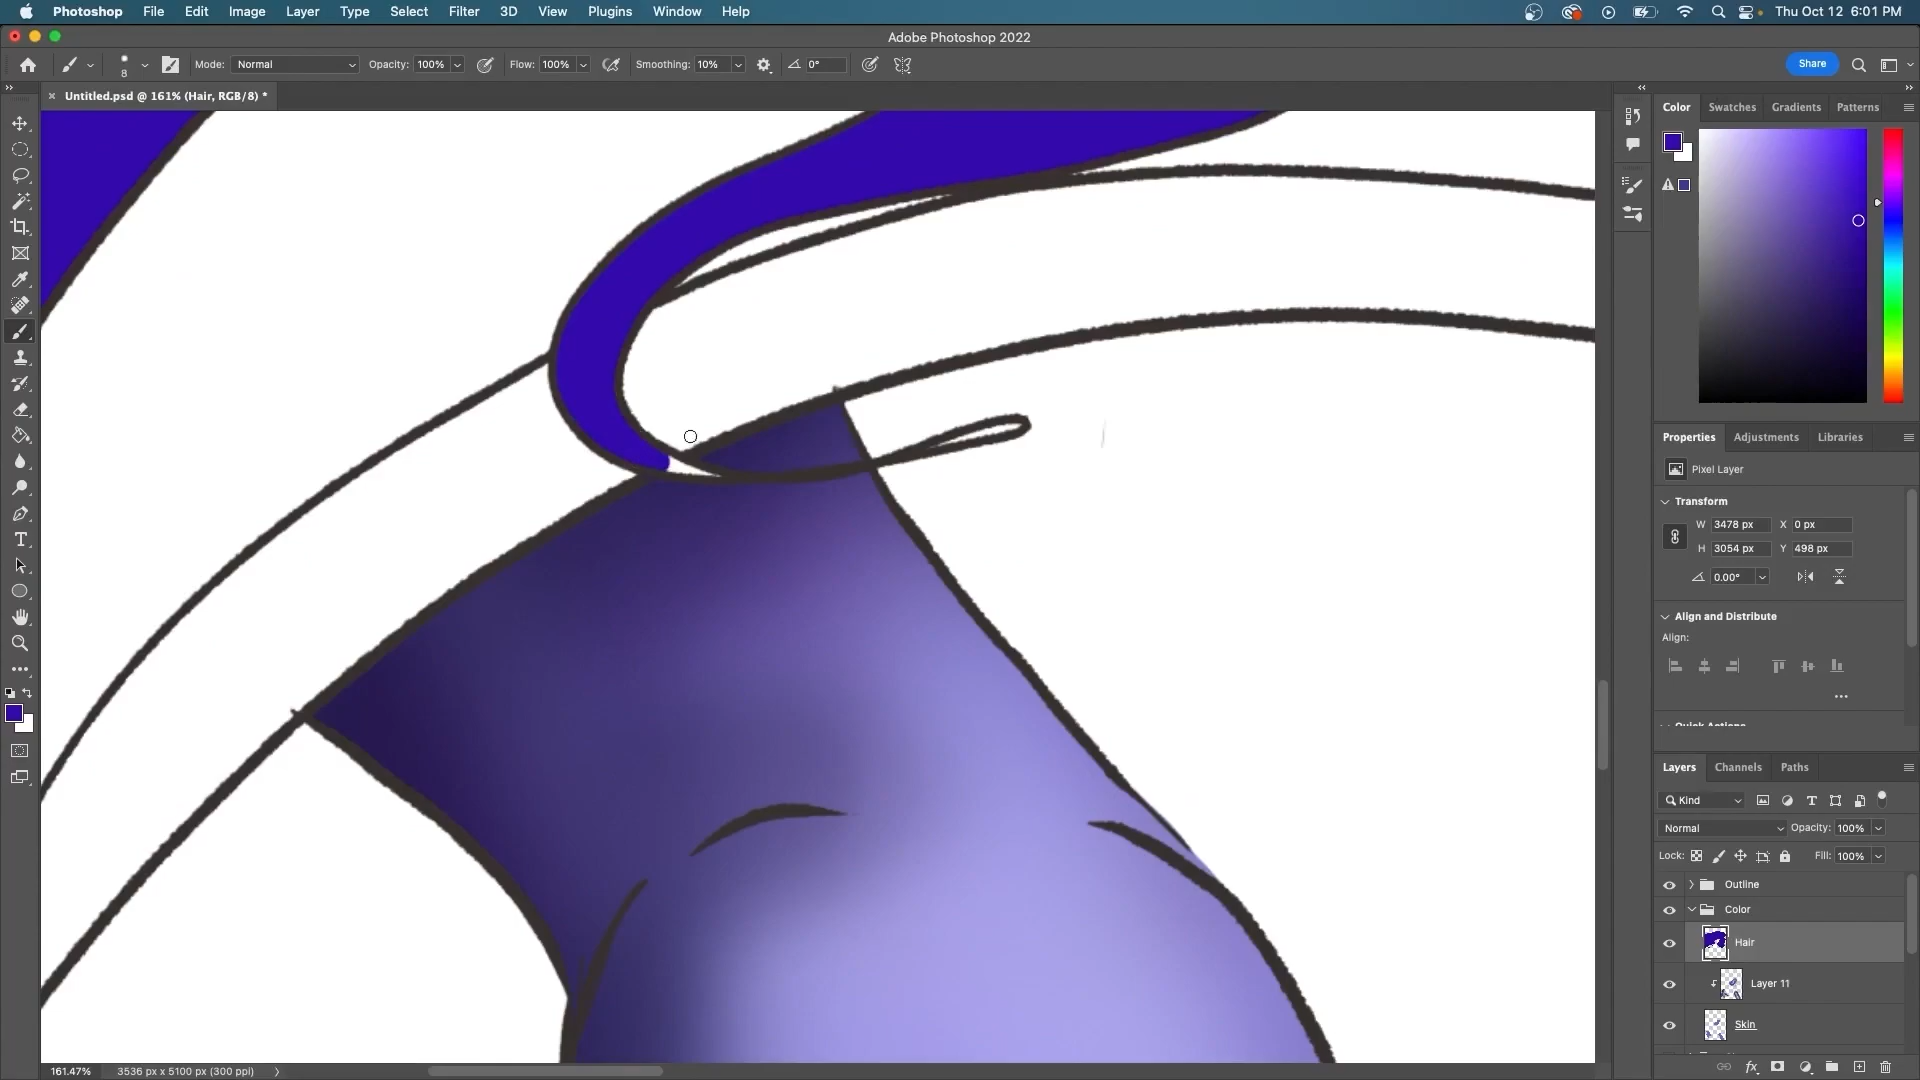 Photoshop File Edit Image Layer Type Select Filter 3D View Plugins Window Help Thu Oct 12 6:01 PM
Adobe Photoshop 2022
8 Mode: Normal Opacity: 100% Flow: 100% Smoothing: 10% 0° Share
Untitled.psd @ 161% (Hair, RGB/8) *
Color Swatches Gradients Patterns
Properties Adjustments Libraries
Pixel Layer
Transform
W 3478 px X 0 px
H 3054 px Y 498 px
0.00°
Align and Distribute
Align:
Quick Actions
Layers Channels Paths
Kind
Normal Opacity: 100%
Lock: Fill: 100%
Outline
Color
Hair
Layer 11
Skin
161.47% 3536 px x 5100 px (300 ppi)